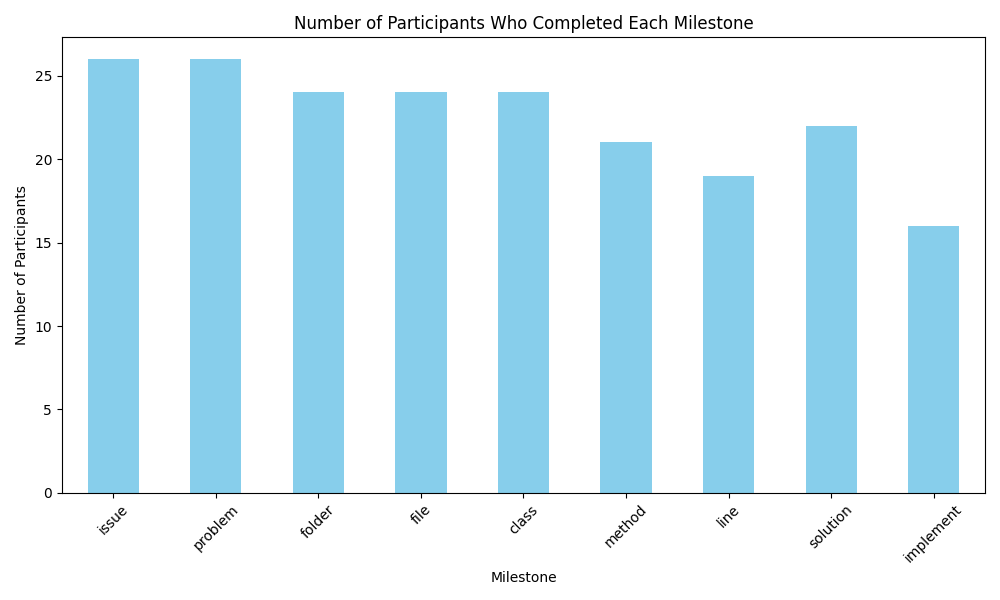 Number of Participants Who Completed Each Milestone
Number of Participants
25
20
15
10
5
0
issue
problem
folder
file
class
method
line
solution
implement
Milestone